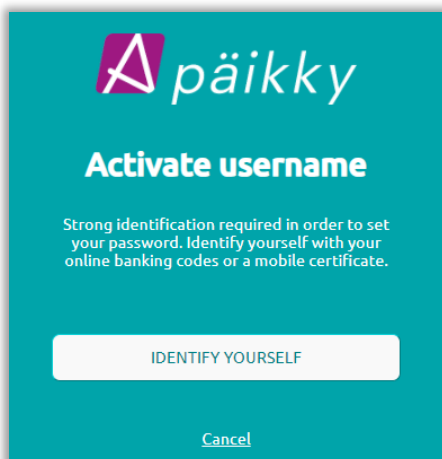 A päikky
Activate username
Strong identification required in order to set
your password. Identify yourself with your
online banking codes or a mobile certificate.
IDENTIFY YOURSELF
Cancel